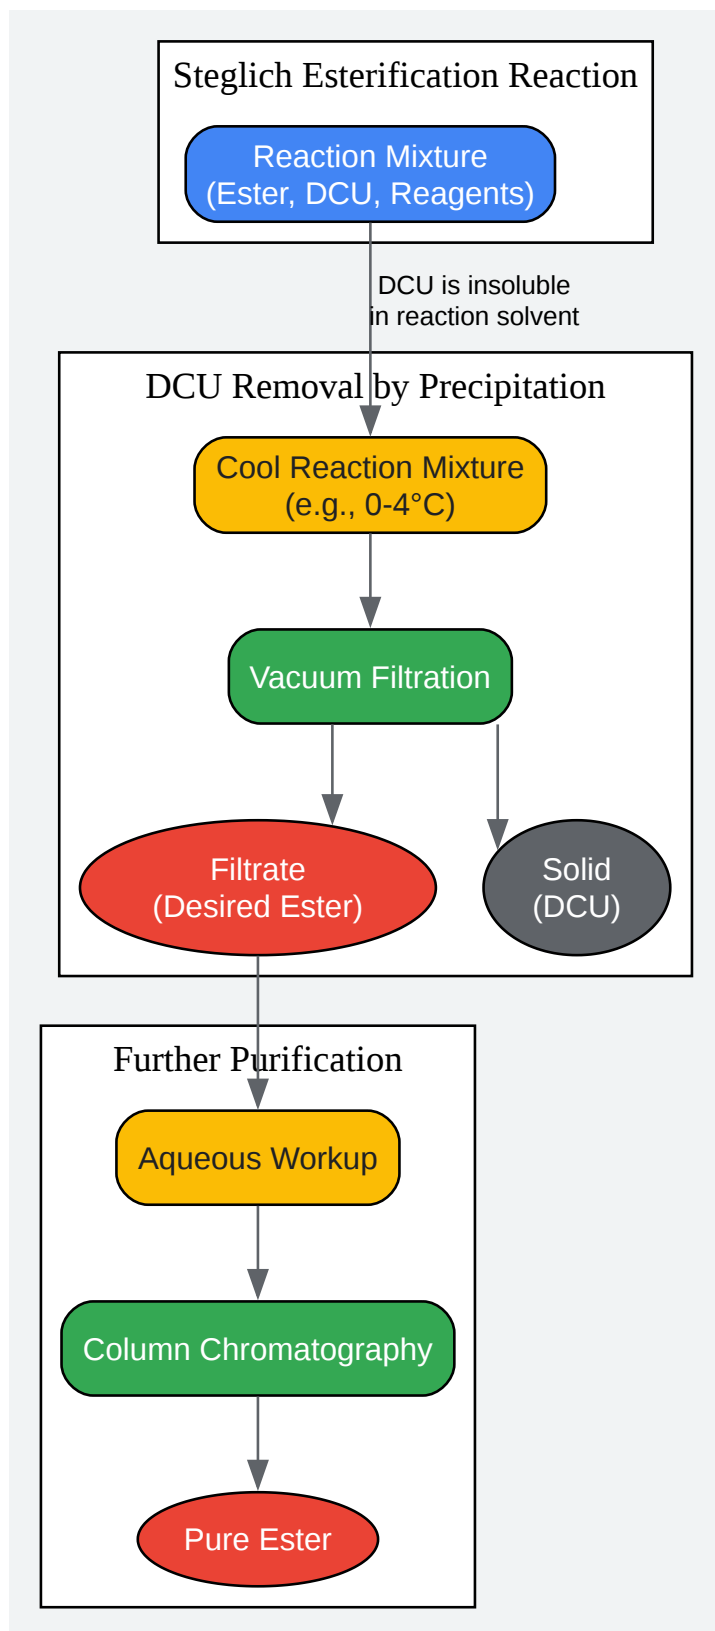 Steglich Esterification Reaction
Reaction Mixture
(Ester, DCU, Reagents)
DCU is insoluble
in reaction solvent
DCU Removal by Precipitation
Cool Reaction Mixture
(e.g., 0-4°C)
Vacuum Filtration
Filtrate
(Desired Ester)
Solid
(DCU)
Further Purification
Aqueous Workup
Column Chromatography
Pure Ester